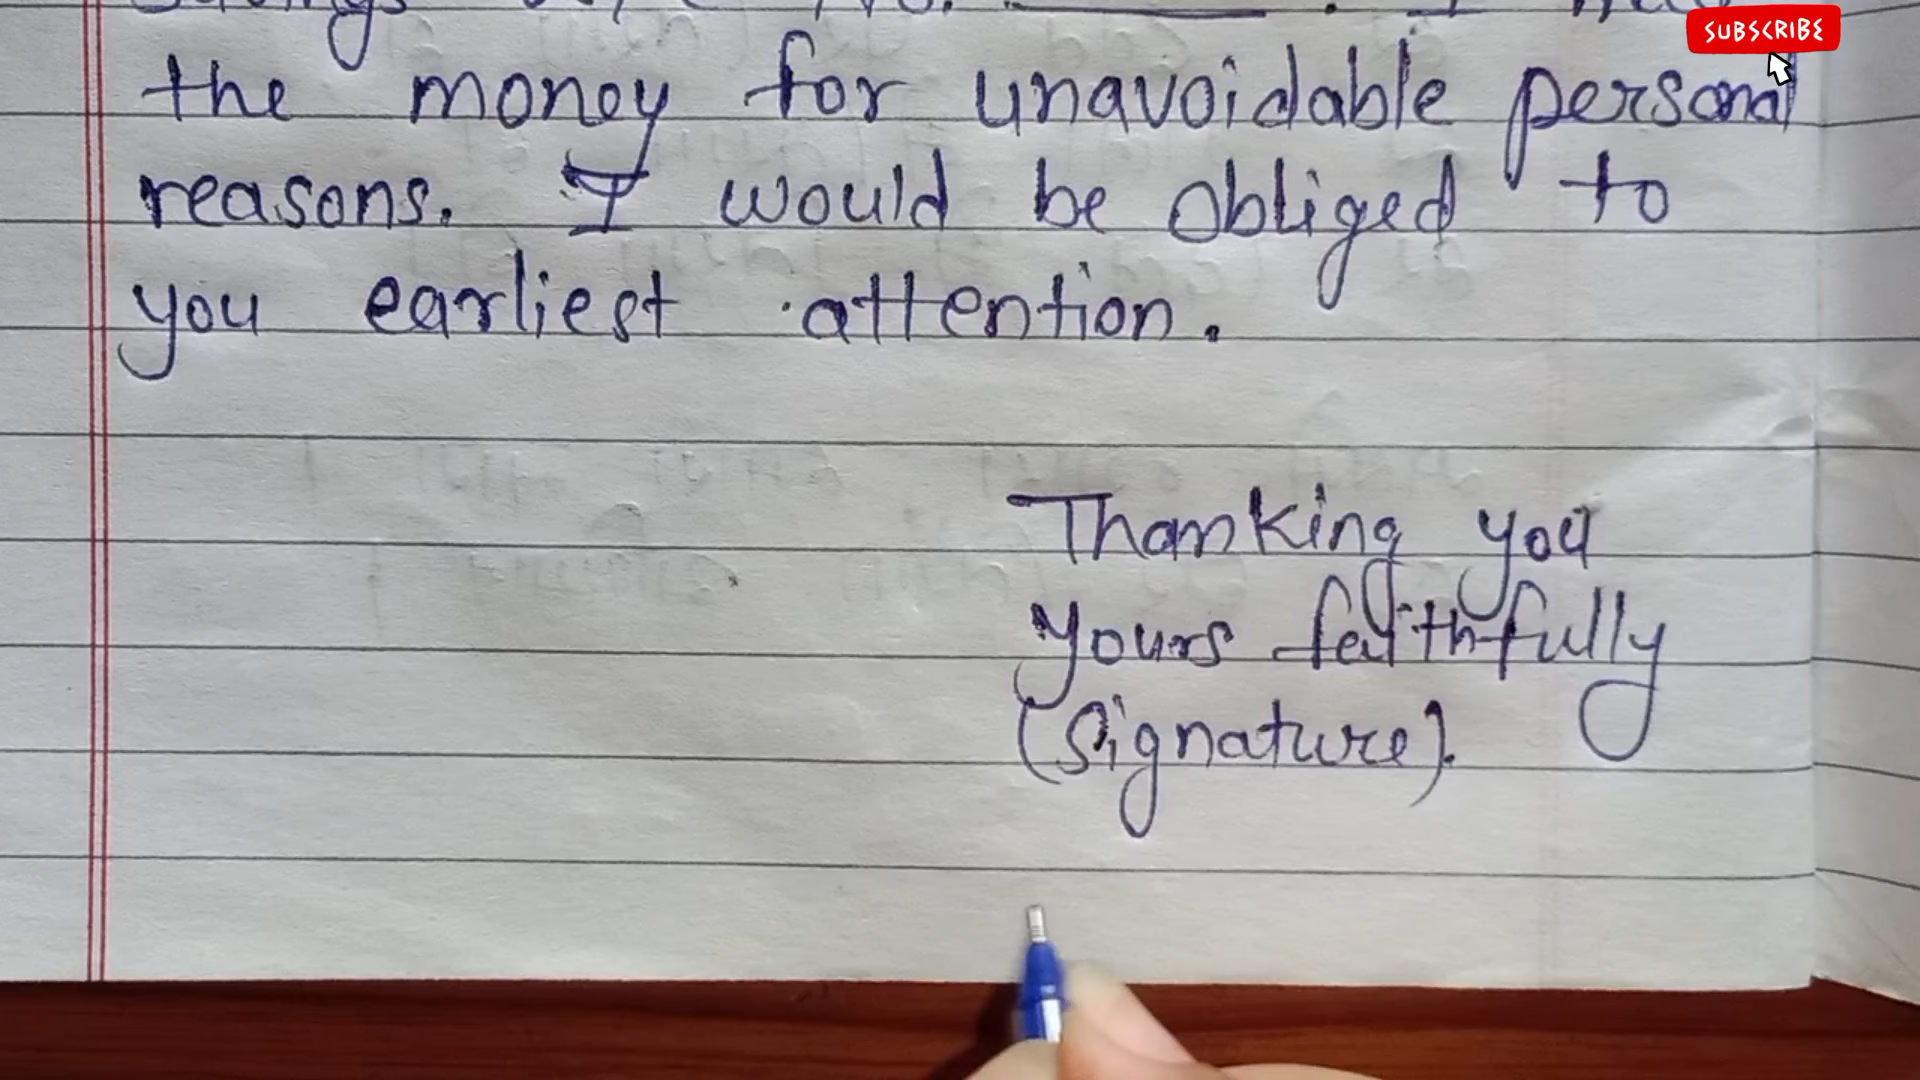 SUBSCRIBE
the money for unavoidable personal
reasons. I would be obliged to
you earliest attention.
Thanking you
Yours faithfully
(Signature).